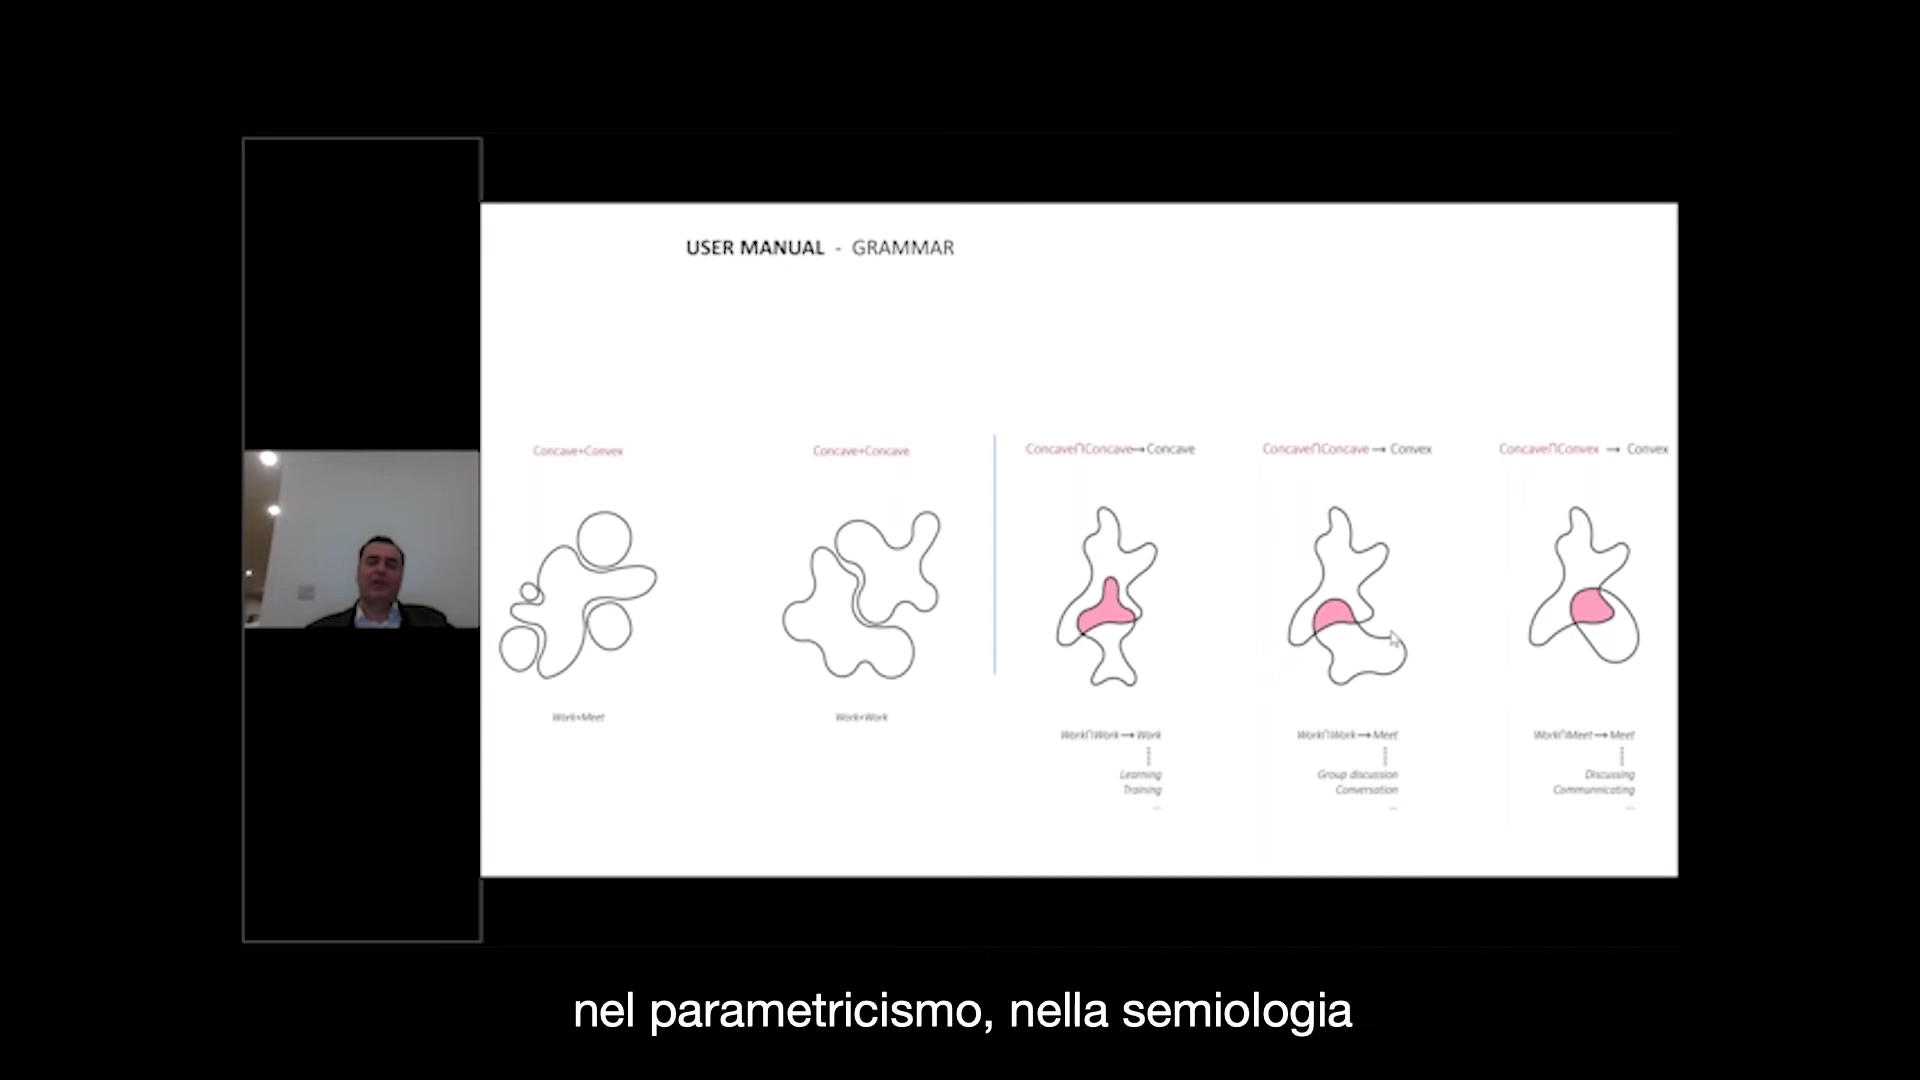 USER MANUAL - GRAMMAR
Concave+Convex
Concave+Concave
Concave∩Concave→Concave
Concave∩Concave → Convex
Concave∩Convex → Convex
Work+Meet
Work+Work
Work∩Work→Work
Learning
Training
...
Work∩Work→Meet
Group discussion
Conversation
...
Work∩Meet→Meet
Discussing
Communnicating
...
nel parametricismo, nella semiologia